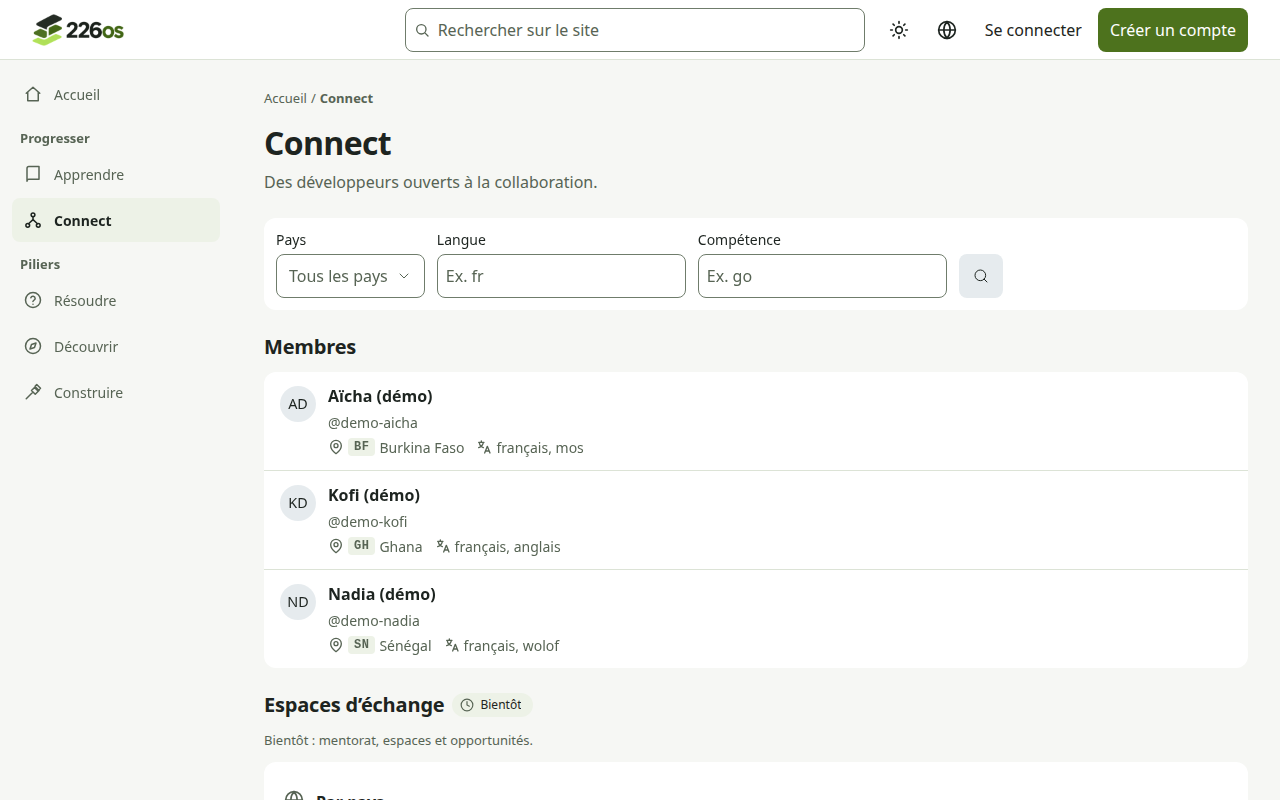 226os
Rechercher sur le site
Se connecter
Créer un compte
Accueil
Progresser
Apprendre
Connect
Piliers
Résoudre
Découvrir
Construire
Accueil / Connect
Connect
Des développeurs ouverts à la collaboration.
Pays
Langue
Compétence
Tous les pays
Ex. fr
Ex. go
Membres
AD
Aïcha (démo)
@demo-aicha
BF Burkina Faso français, mos
KD
Kofi (démo)
@demo-kofi
GH Ghana français, anglais
ND
Nadia (démo)
@demo-nadia
SN Sénégal français, wolof
Espaces d’échange Bientôt
Bientôt : mentorat, espaces et opportunités.
Par pays